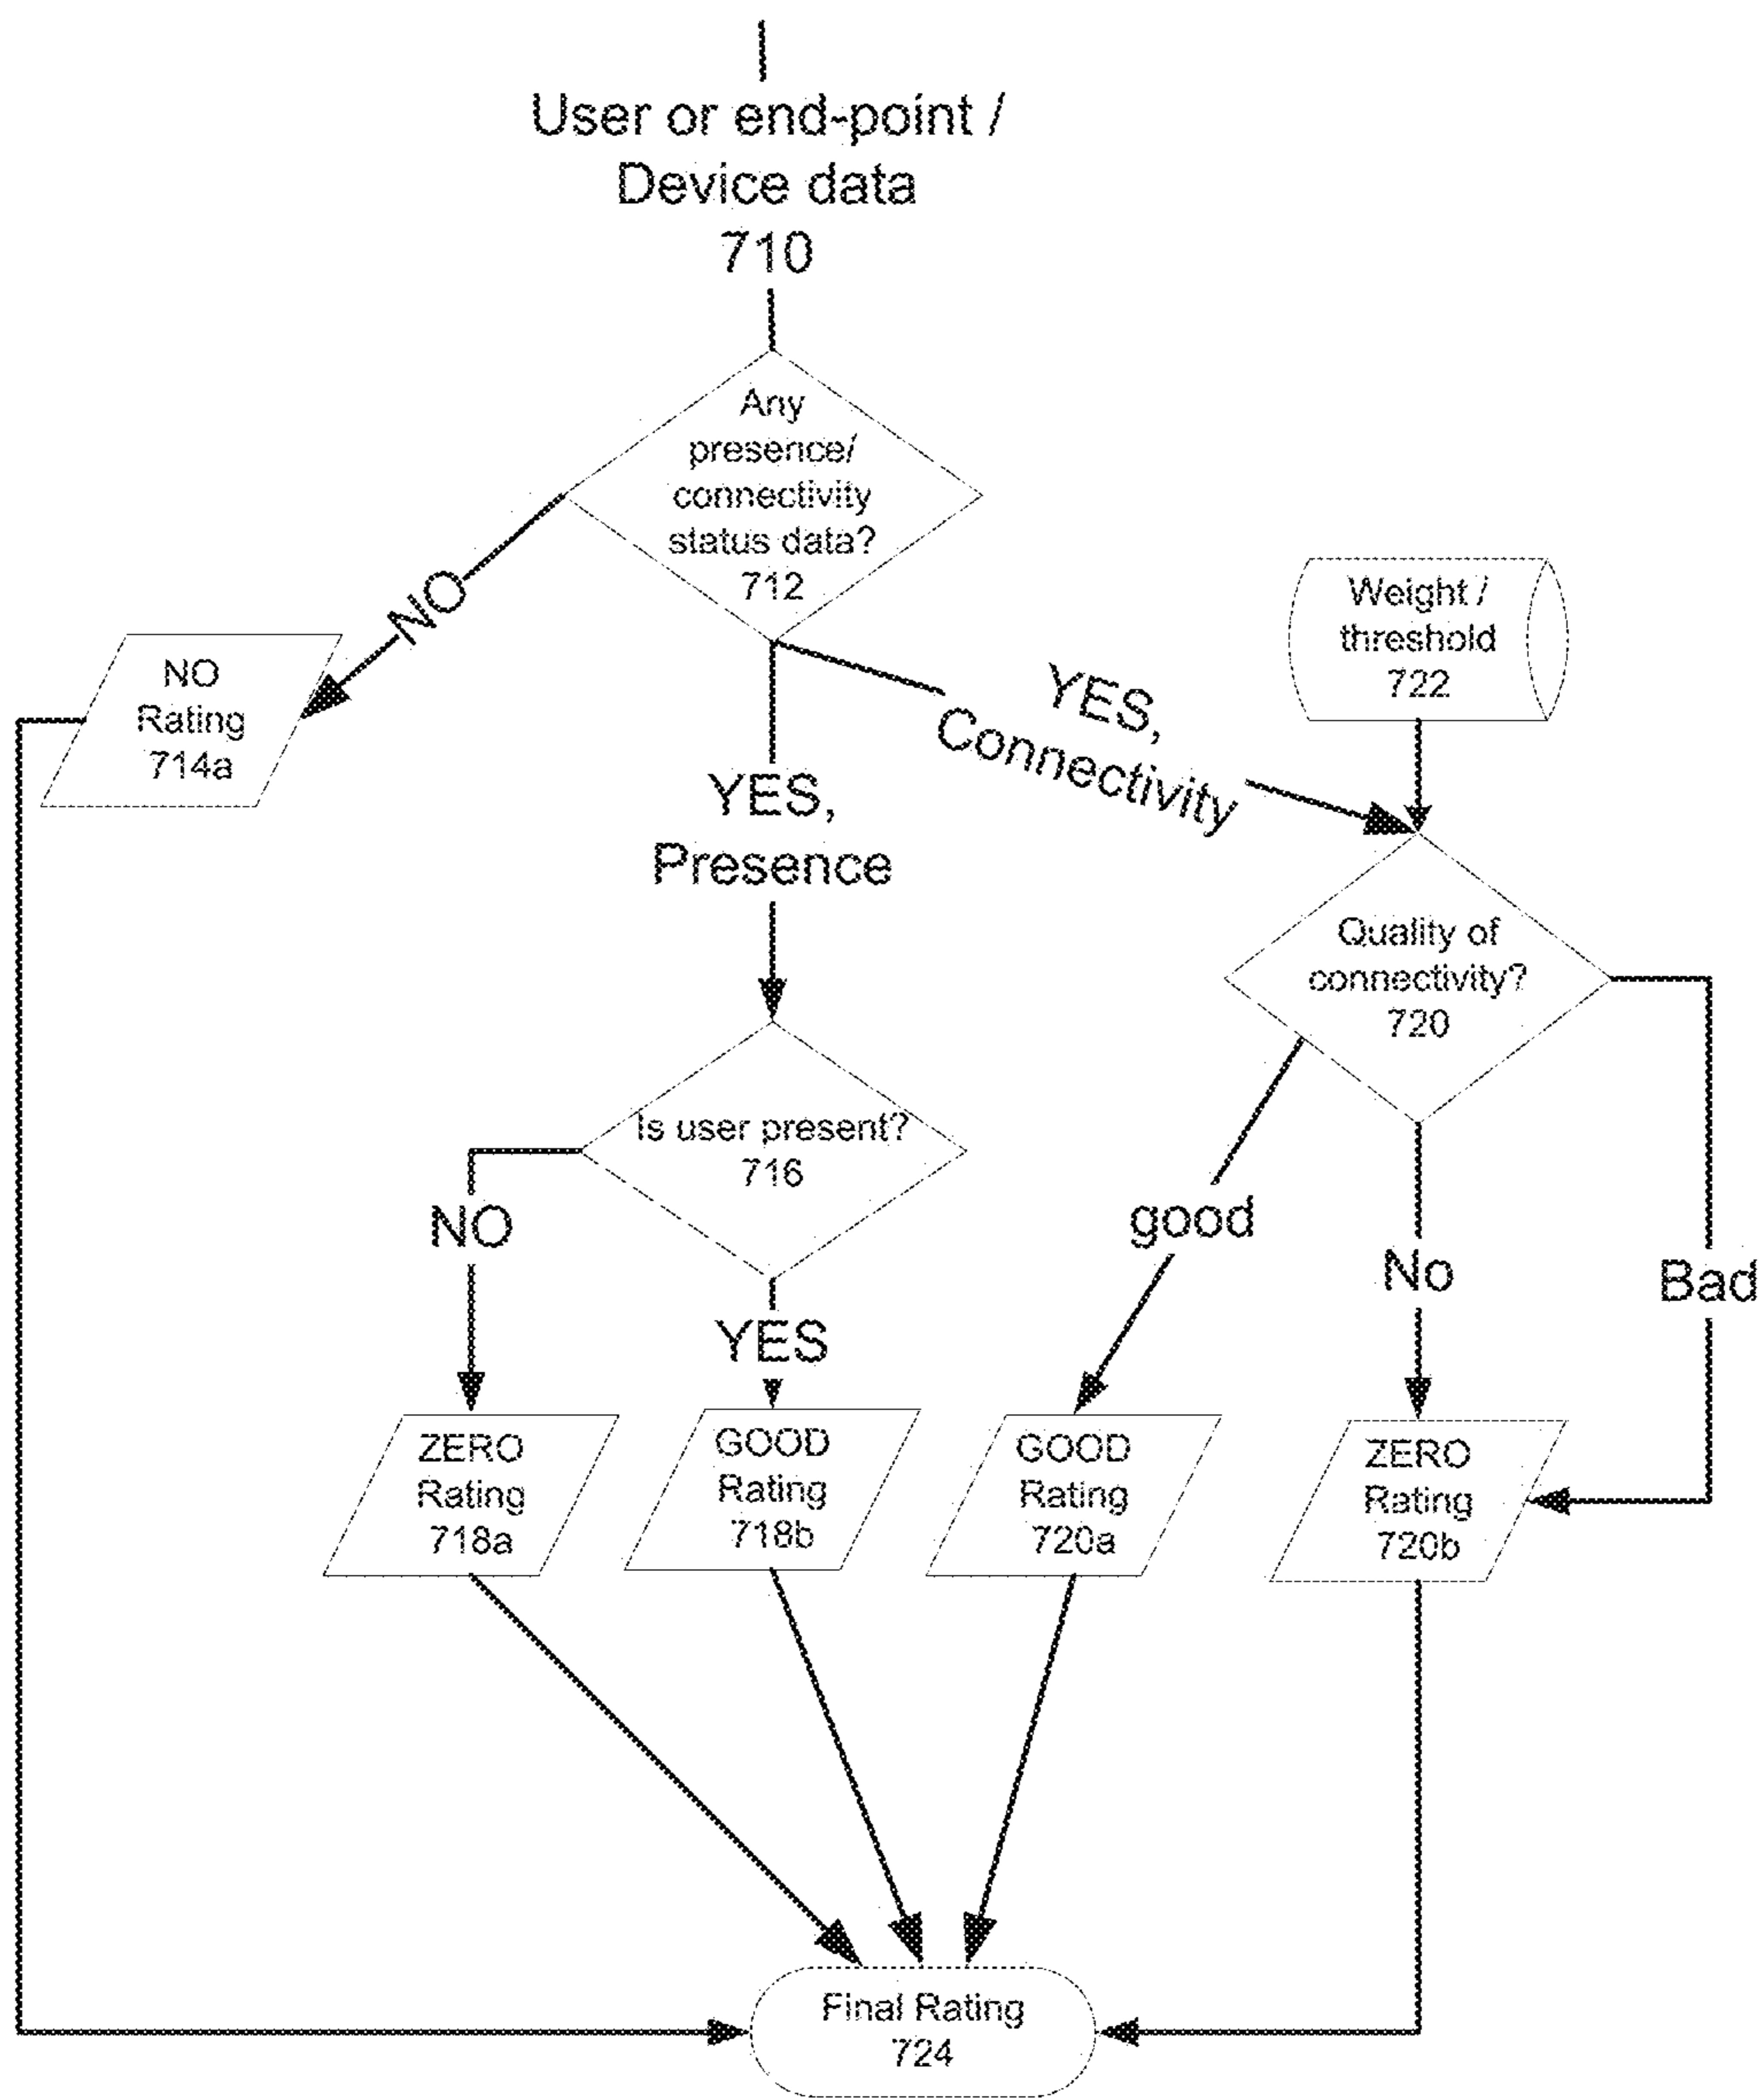 User or end-point /
Device data
710
Any
presence/
connectivity
status data?
712
NO
NO
Rating
714a
YES,
Presence
YES,
Connectivity
Weight /
threshold
722
Quality of
connectivity?
720
Is user present?
716
NO
YES
good
No
Bad
ZERO
Rating
718a
GOOD
Rating
718b
GOOD
Rating
720a
ZERO
Rating
720b
Final Rating
724